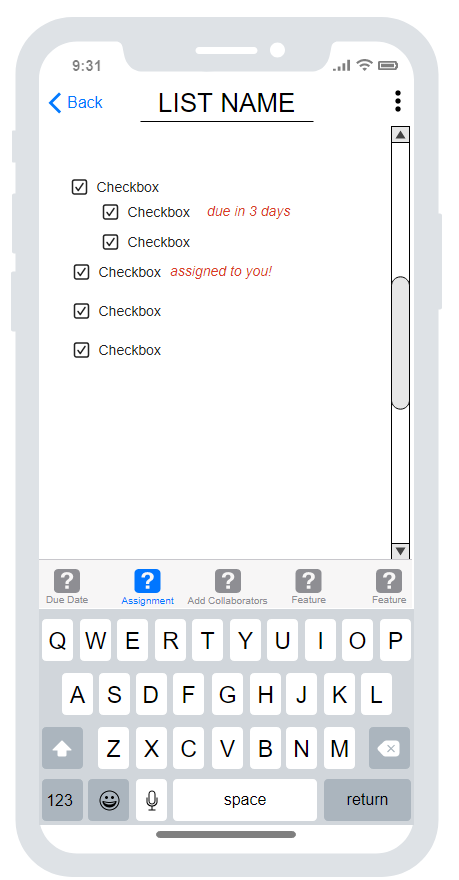 9:31
Back LIST NAME
Checkbox
Checkbox due in 3 days
Checkbox
Checkbox assigned to you!
Checkbox
Checkbox
? ? ? ? ?
Due Date Assignment Add Collaborators Feature Feature
Q W E R T Y U I O P
A S D F G H J K L
Z X C V B N M
123 space return